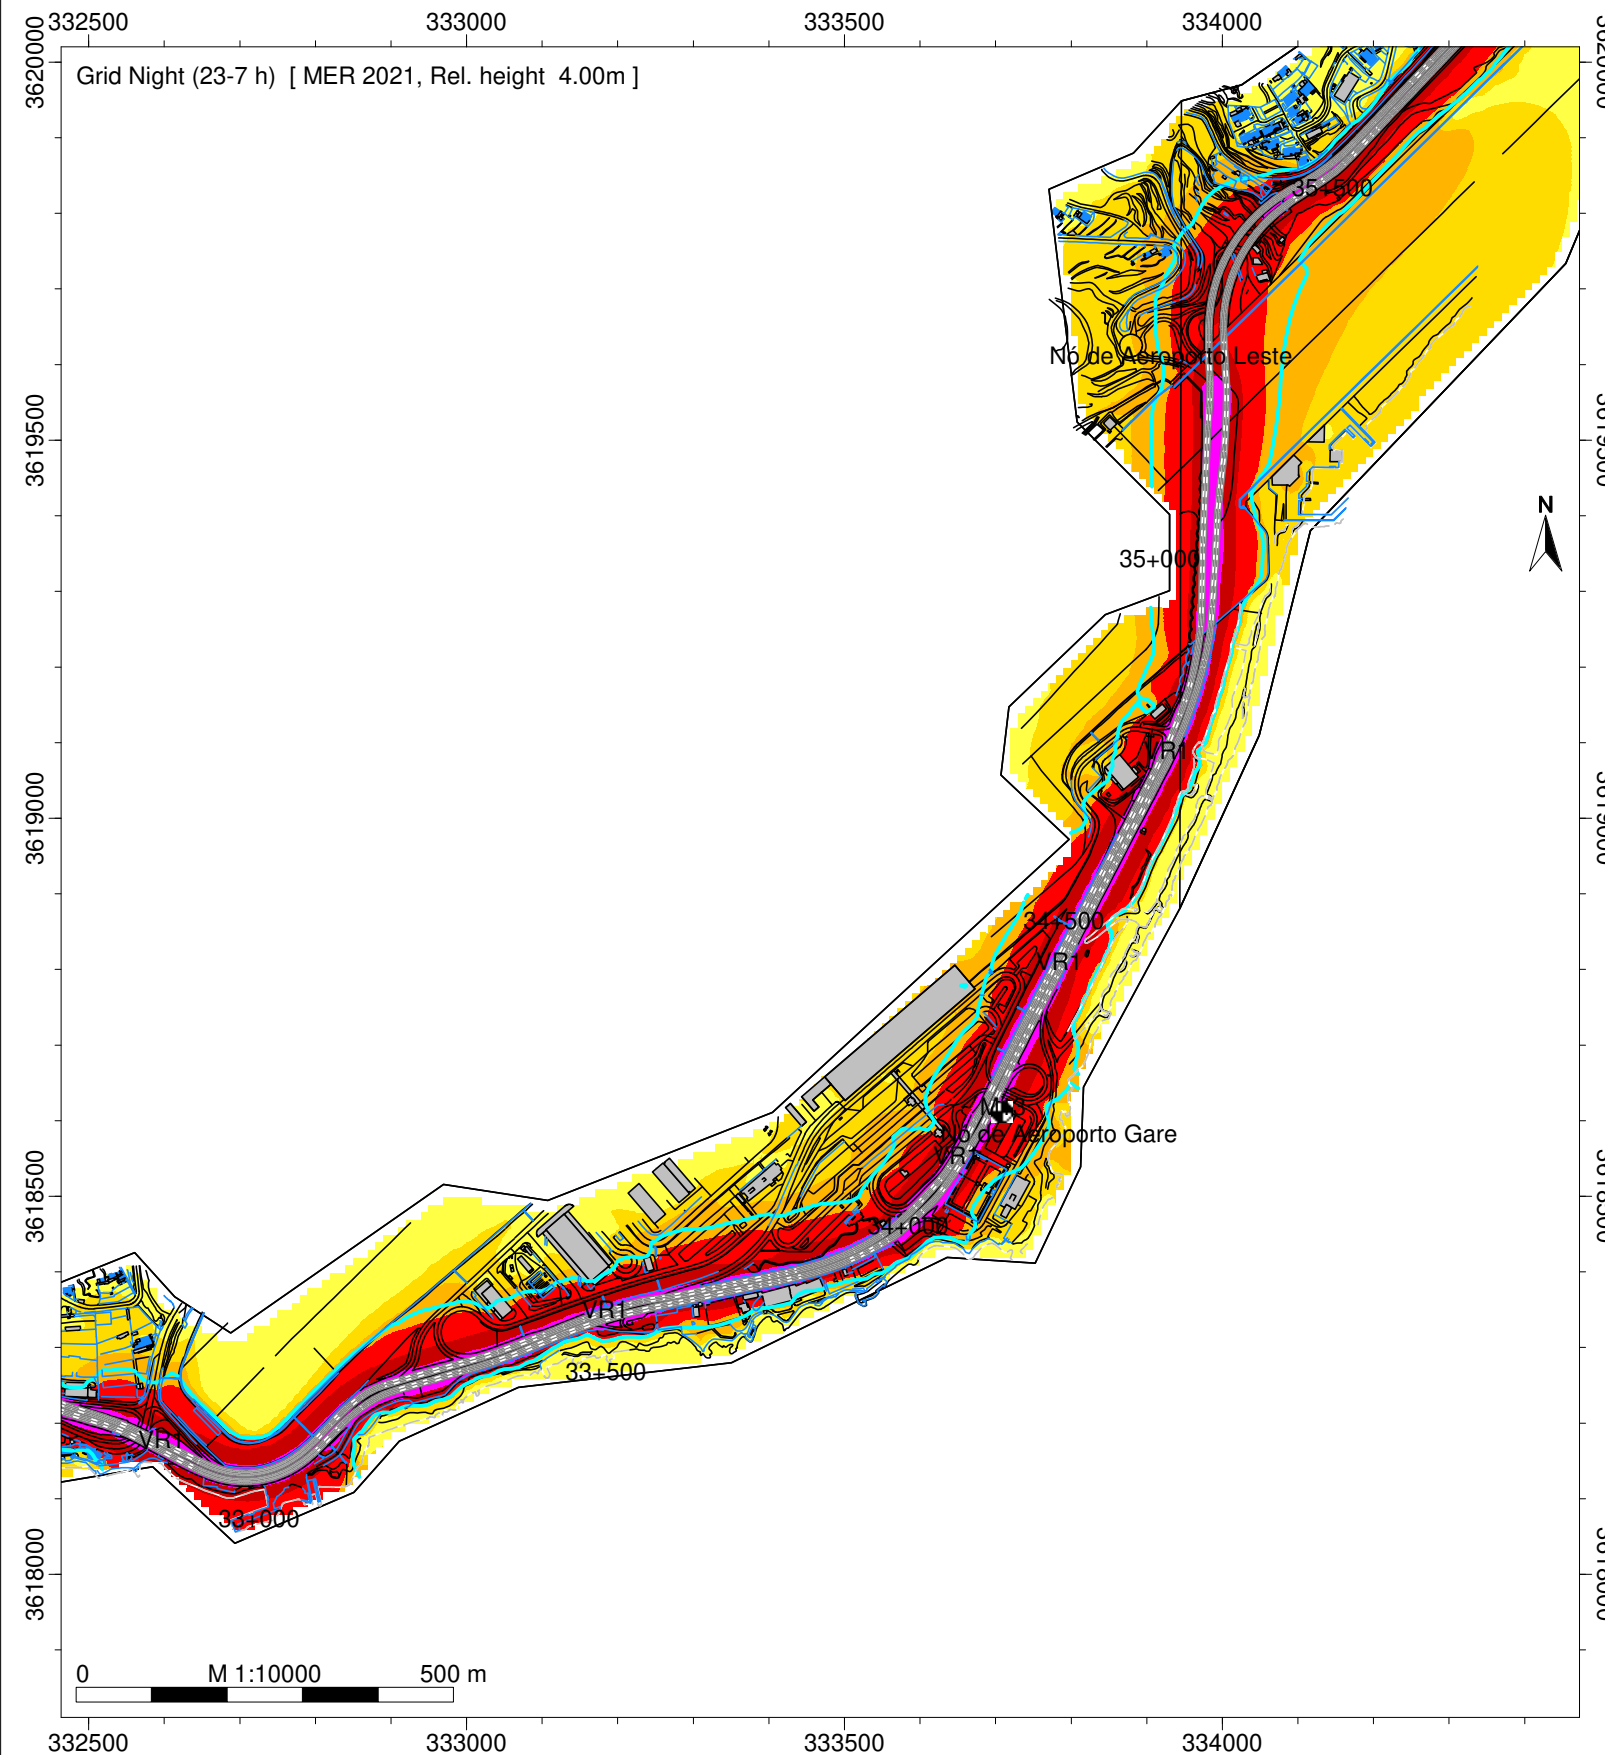 332500 333000 333500 334000
Grid Night (23-7 h) [ MER 2021, Rel. height 4.00m ]
3620000
35+500
Nó de Aeroporto Leste
3619500
N
35+000
VR1
3619000
34+500
VR1
Nó de Aeroporto Gare
VR1
3618500
34+000
VR1
33+500
VR1
33+000
3618000
0 M 1:10000 500 m
332500 333000 333500 334000